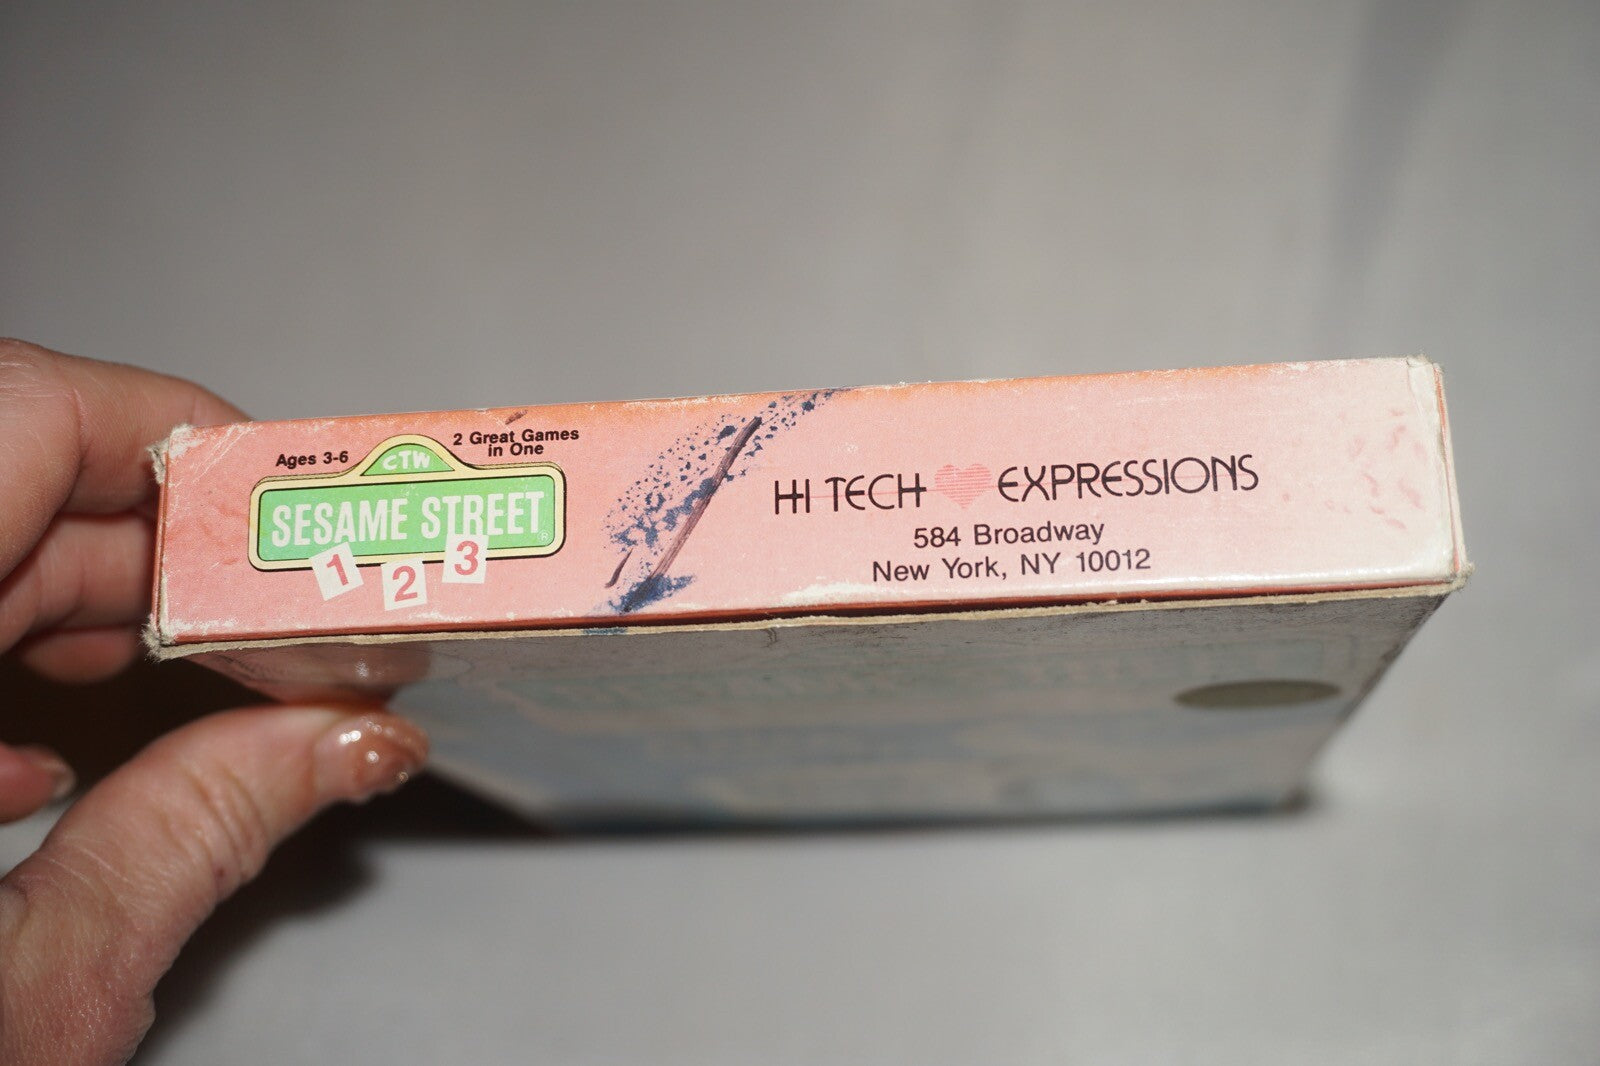 Ages 3-6
2 Great Games
in One
CTW
SESAME STREET®
1 2 3
HI TECH EXPRESSIONS
584 Broadway
New York, NY 10012